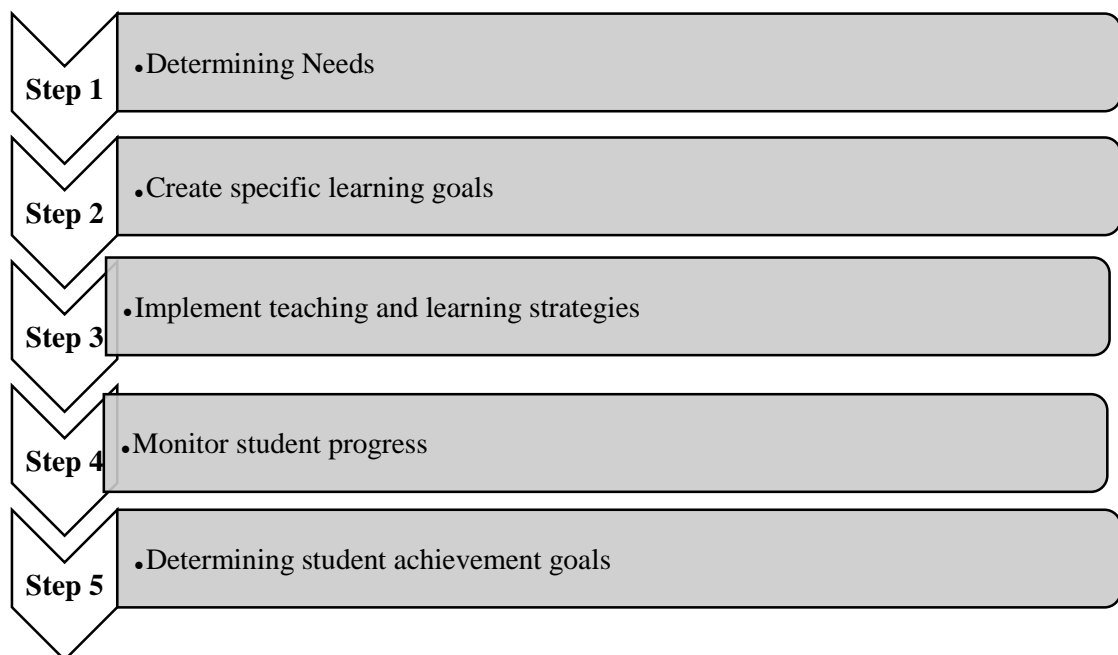 Step 1
•Determining Needs
Step 2
•Create specific learning goals
Step 3
•Implement teaching and learning strategies
Step 4
•Monitor student progress
Step 5
•Determining student achievement goals